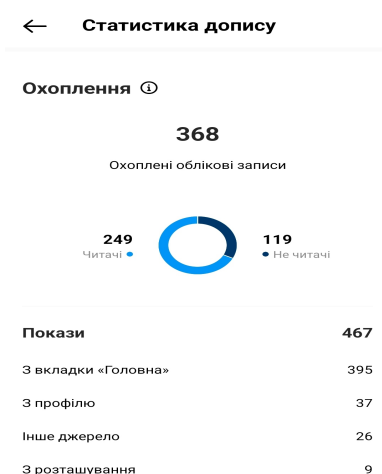 Статистика допису
Охоплення
368
Охоплені облікові записи
249
Читачі
119
Не читачі
Покази 467
З вкладки «Головна» 395
З профілю 37
Інше джерело 26
З розташування 9